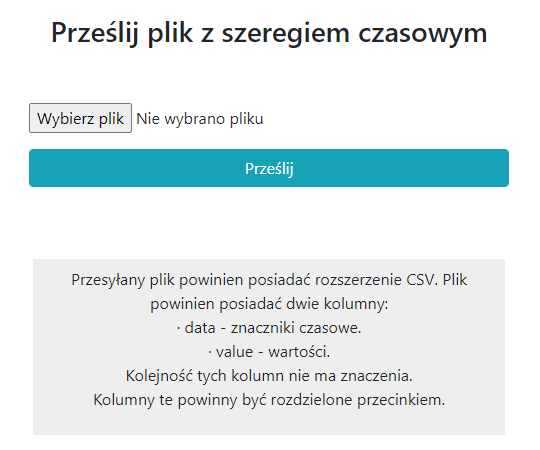 Prześlij plik z szeregiem czasowym
Wybierz plik Nie wybrano pliku
Prześlij
Przesyłany plik powinien posiadać rozszerzenie CSV. Plik
powinien posiadać dwie kolumny:
· data - znaczniki czasowe.
· value - wartości.
Kolejność tych kolumn nie ma znaczenia.
Kolumny te powinny być rozdzielone przecinkiem.